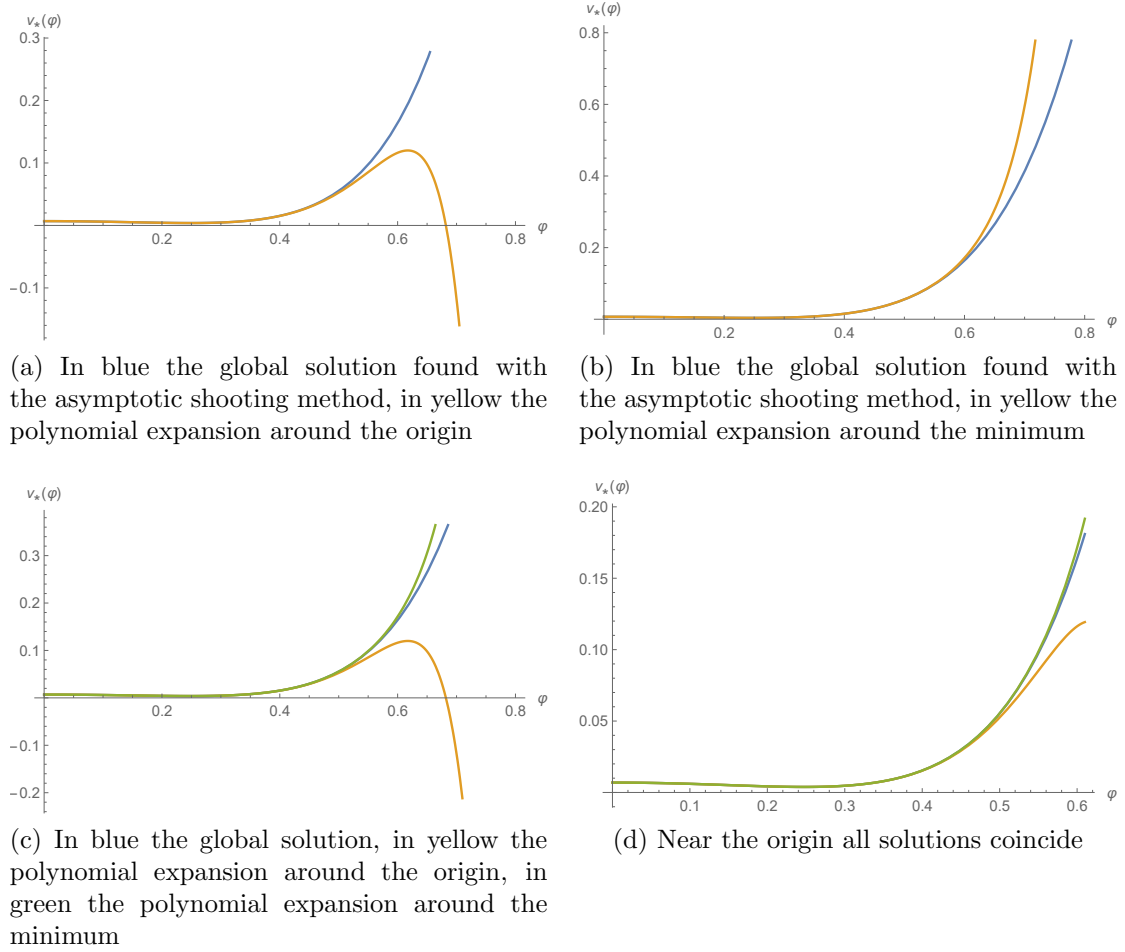 v*(φ)
0.3
0.2
0.1
-0.1
0.2 0.4 0.6 0.8 φ
(a) In blue the global solution found with
the asymptotic shooting method, in yellow the
polynomial expansion around the origin
v*(φ)
0.8
0.6
0.4
0.2
0.2 0.4 0.6 0.8 φ
(b) In blue the global solution found with
the asymptotic shooting method, in yellow the
polynomial expansion around the minimum
v*(φ)
0.3
0.2
0.1
-0.1
-0.2
0.2 0.4 0.6 0.8 φ
(c) In blue the global solution, in yellow the
polynomial expansion around the origin, in
green the polynomial expansion around the
minimum
v*(φ)
0.20
0.15
0.10
0.05
0.1 0.2 0.3 0.4 0.5 0.6 φ
(d) Near the origin all solutions coincide